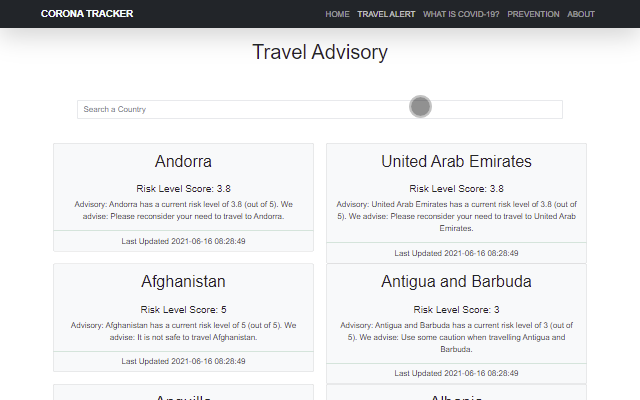 CORONA TRACKER
HOME TRAVEL ALERT WHAT IS COVID-19? PREVENTION ABOUT
Travel Advisory
Search a Country
Andorra
Risk Level Score: 3.8
Advisory: Andorra has a current risk level of 3.8 (out of 5). We
advise: Please reconsider your need to travel to Andorra.
Last Updated 2021-06-16 08:28:49
United Arab Emirates
Risk Level Score: 3.8
Advisory: United Arab Emirates has a current risk level of 3.8 (out of
5). We advise: Please reconsider your need to travel to United Arab
Emirates.
Last Updated 2021-06-16 08:28:49
Afghanistan
Risk Level Score: 5
Advisory: Afghanistan has a current risk level of 5 (out of 5). We
advise: It is not safe to travel Afghanistan.
Last Updated 2021-06-16 08:28:49
Antigua and Barbuda
Risk Level Score: 3
Advisory: Antigua and Barbuda has a current risk level of 3 (out of
5). We advise: Use some caution when travelling Antigua and
Barbuda.
Last Updated 2021-06-16 08:28:49